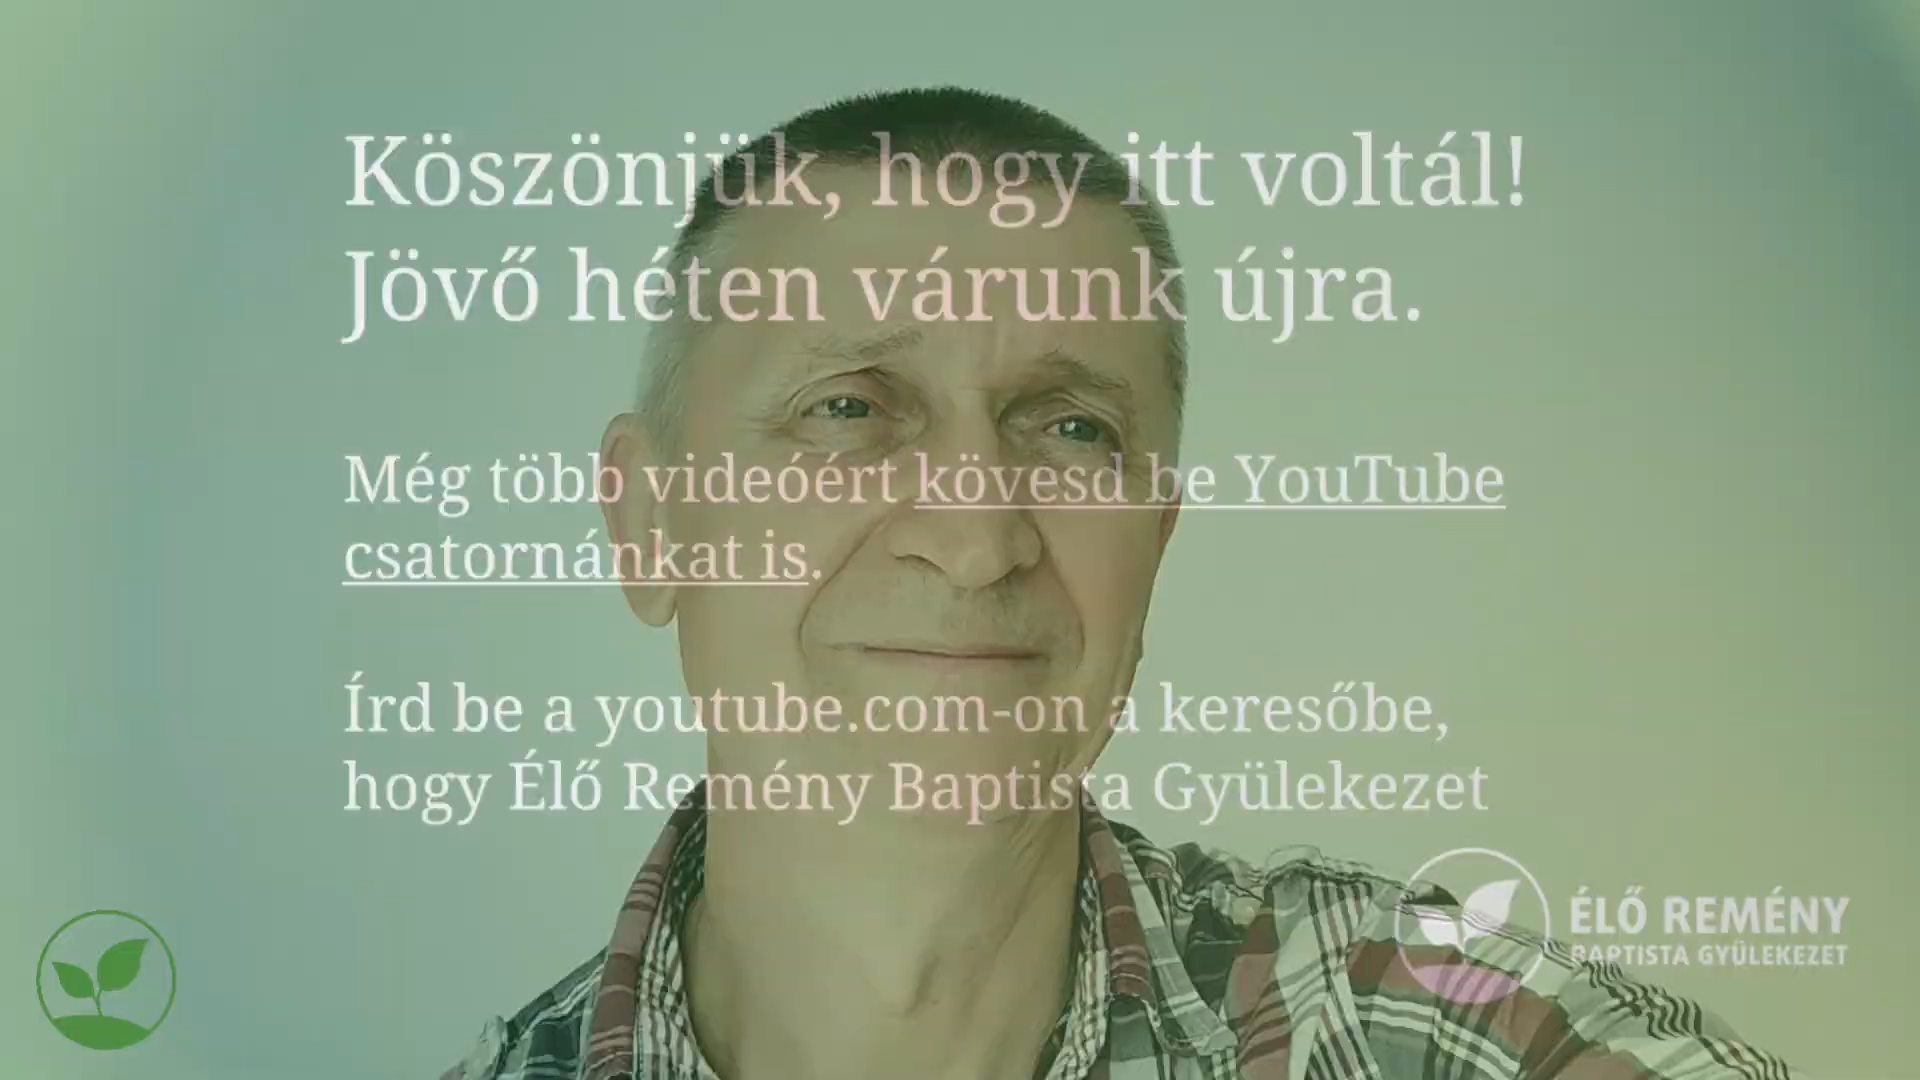 Köszönjük, hogy itt voltál!
Jövő héten várunk újra.
Még több videóért kövesd be YouTube
csatornánkat is.
Írd be a youtube.com-on a keresőbe,
hogy Élő Remény Baptista Gyülekezet
ÉLŐ REMÉNY
BAPTISTA GYÜLEKEZET